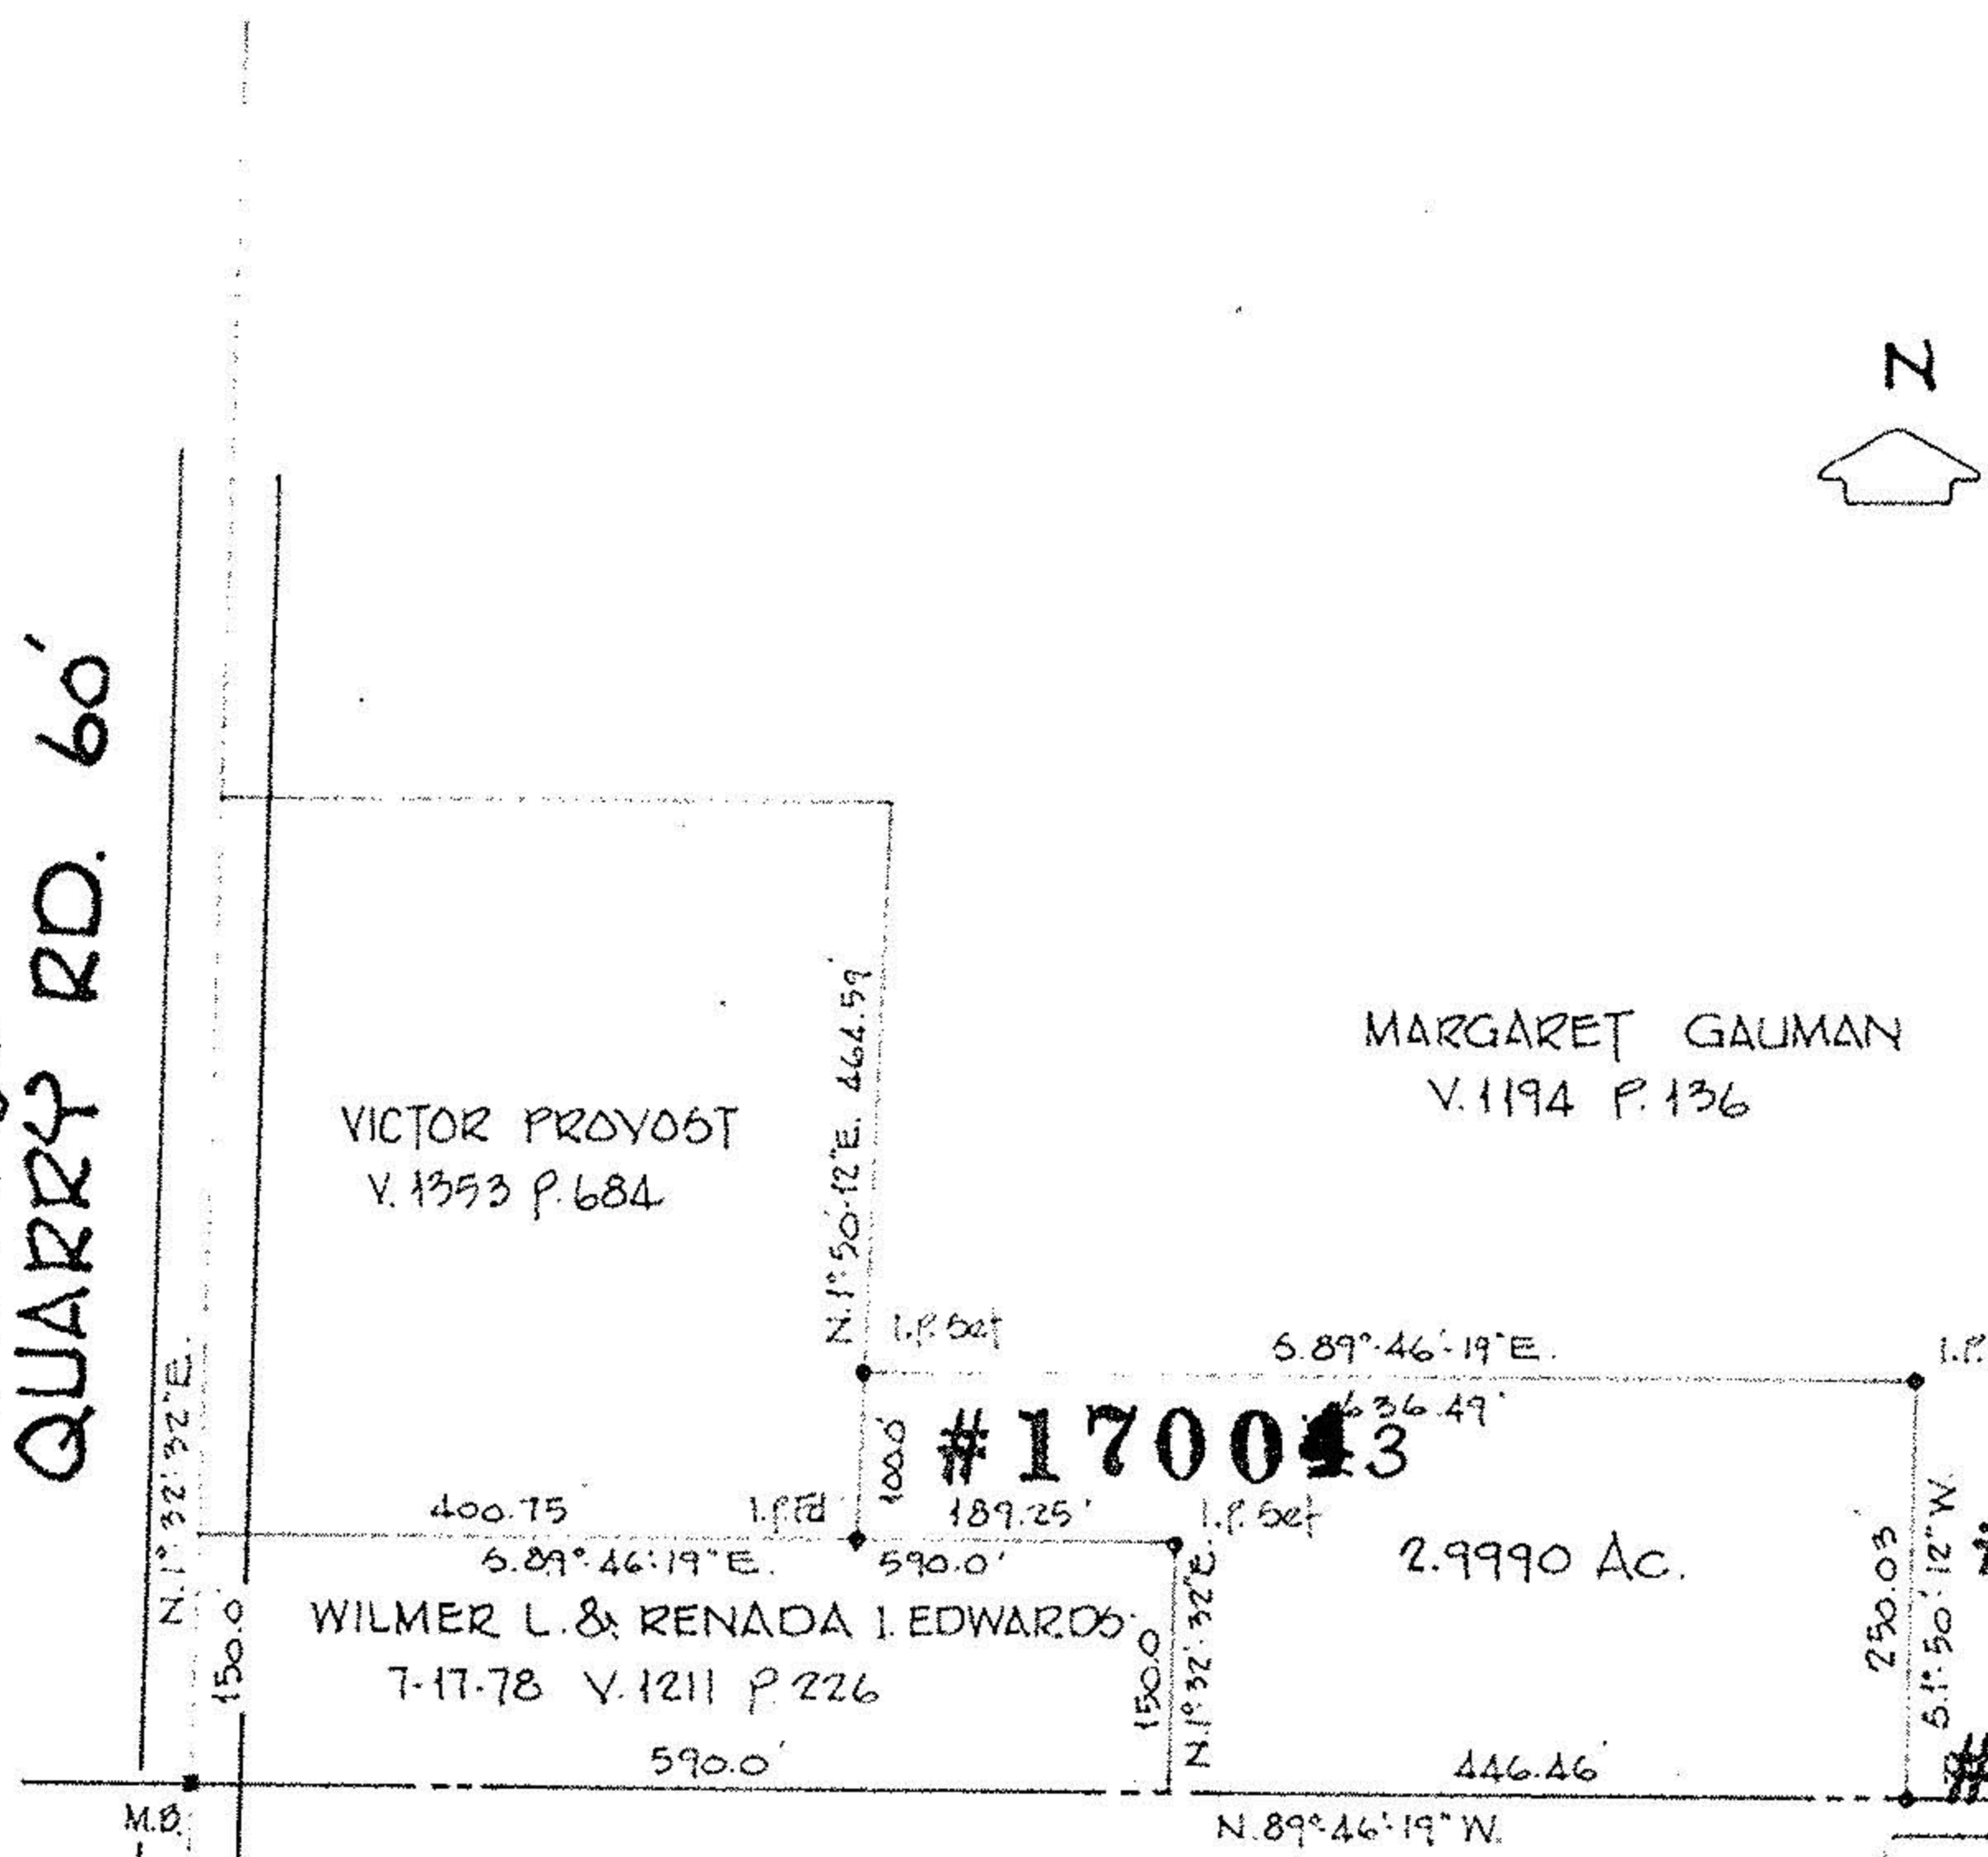 N
QUARRY RD. 60'
MARGARET GAUMAN
V. 1194 P. 136
VICTOR PROVOST
V. 1353 P. 684
N. 1°-50'-12"E. 464.59'
I.P. Set
S. 89°-46'-19"E.
I.P.
636.49'
#170043
100.0'
N. 1°32'32"E.
400.75
I.P. Fd
189.25'
I.P. Set
S. 89°-46'-19"E.
590.0'
2.9990 Ac.
250.03
S. 1°-50'-12"W.
WILMER L. & RENADA I. EDWARDS
7-17-78 V. 1211 P. 226
150.0
150.0
N. 1°32'32"E.
590.0'
446.46'
#
M.B.
N. 89°-46'-19"W.